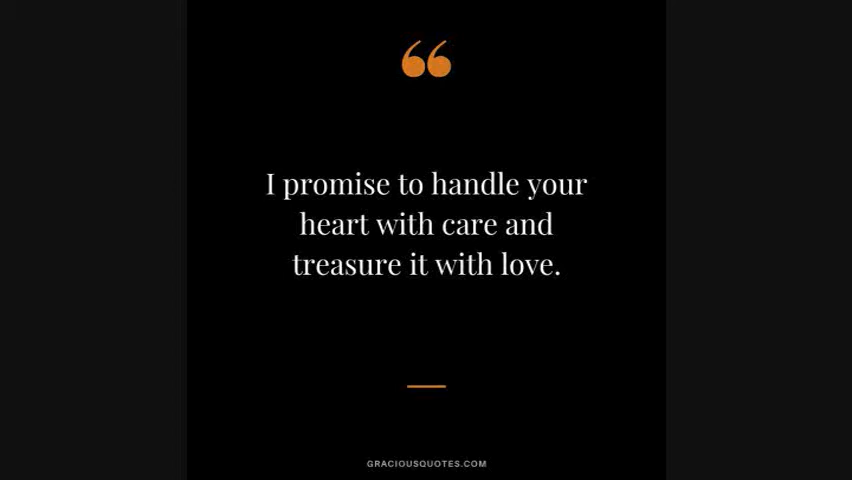 “
I promise to handle your
heart with care and
treasure it with love.
GRACIOUSQUOTES.COM